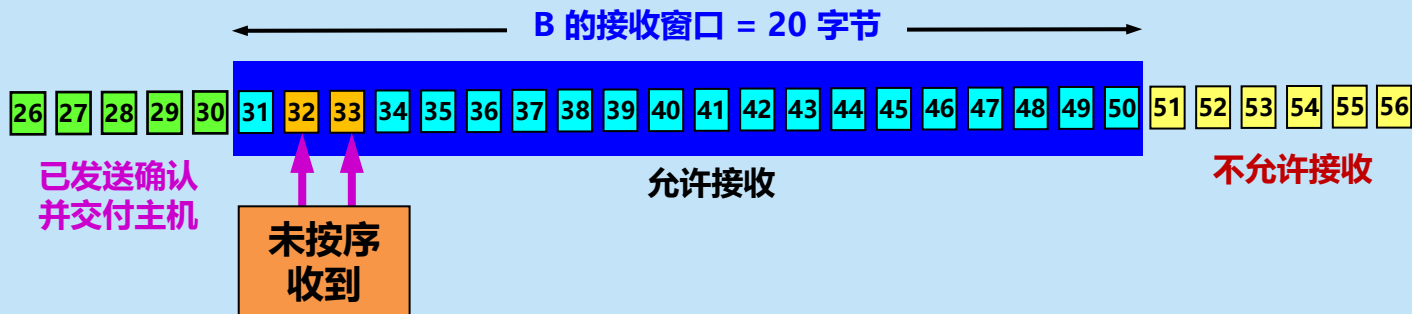 B 的接收窗口 = 20 字节
26 27 28 29 30 31 32 33 34 35 36 37 38 39 40 41 42 43 44 45 46 47 48 49 50 51 52 53 54 55 56
已发送确认
并交付主机
允许接收
不允许接收
未按序
收到